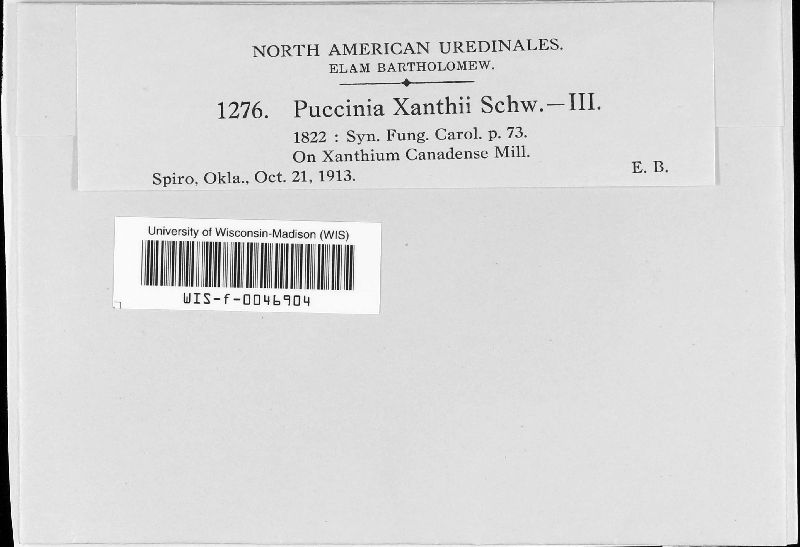 NORTH AMERICAN UREDINALES.
ELAM BARTHOLOMEW.
1276. Puccinia Xanthii Schw.—III.
1822 : Syn. Fung. Carol. p. 73.
On Xanthium Canadense Mill.
Spiro, Okla., Oct. 21, 1913. E. B.
University of Wisconsin-Madison (WIS)
WIS-f-0046904